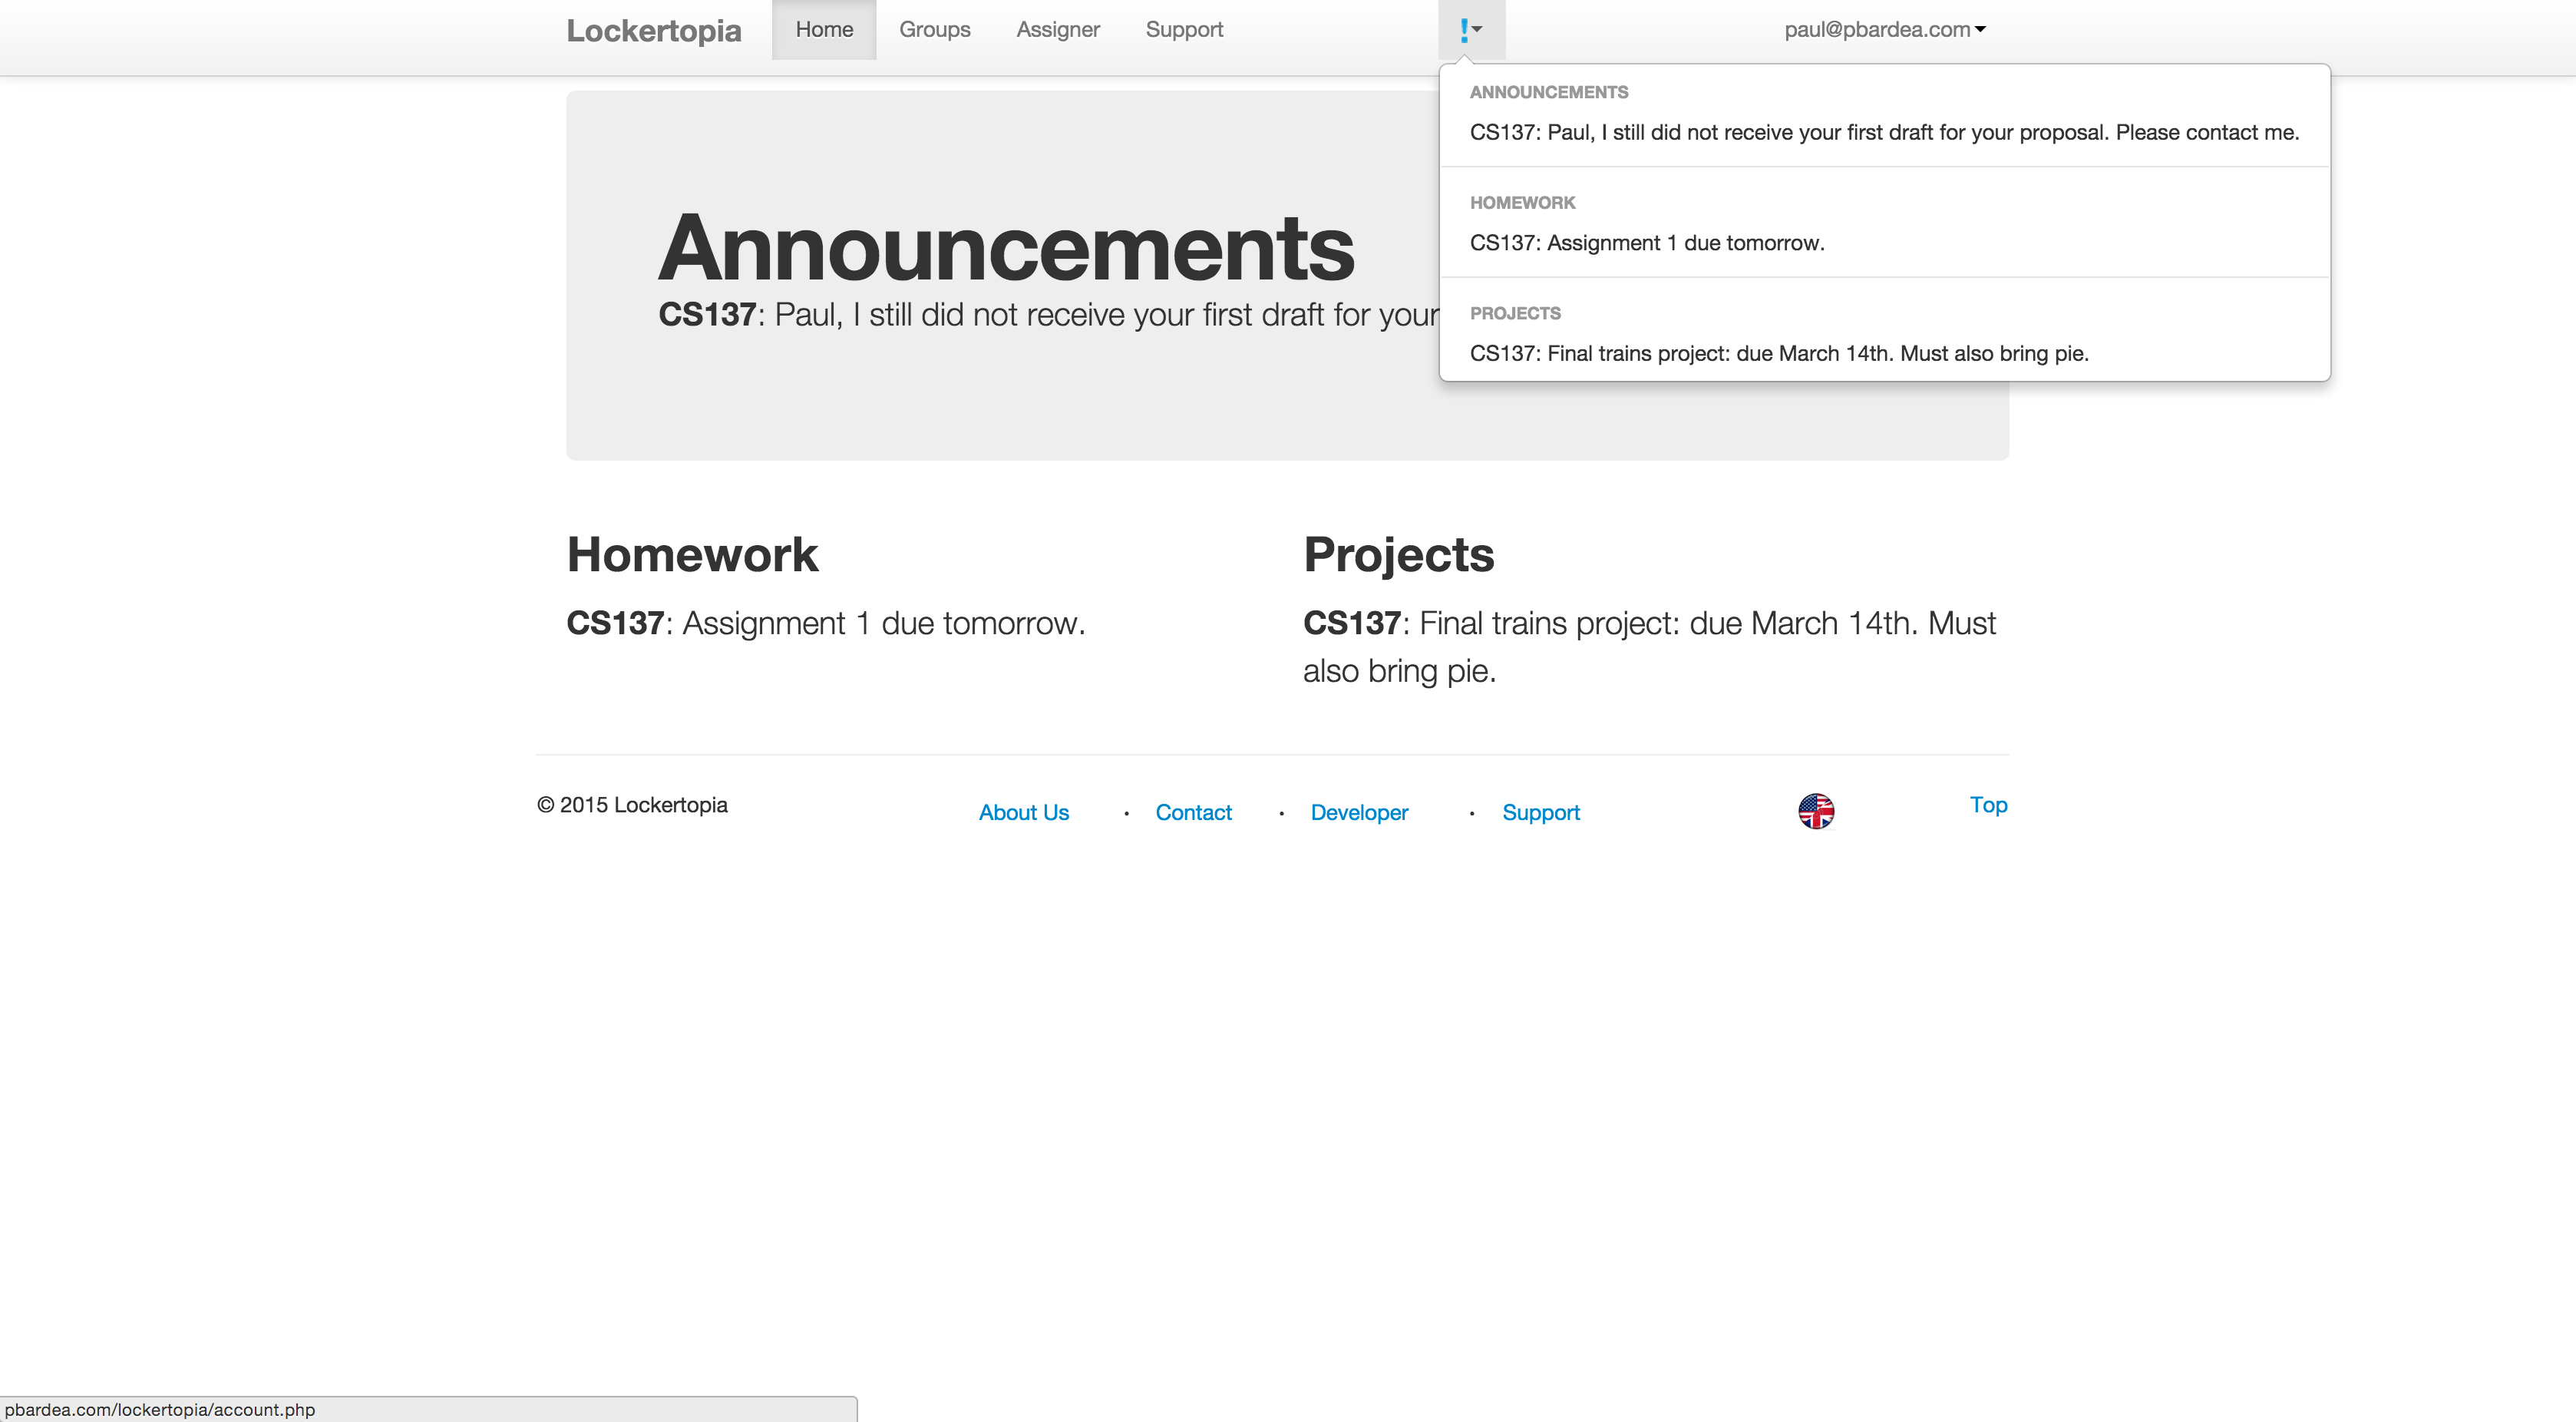 Lockertopia Home Groups Assigner Support ! paul@pbardea.com
ANNOUNCEMENTS
CS137: Paul, I still did not receive your first draft for your proposal. Please contact me.
HOMEWORK
CS137: Assignment 1 due tomorrow.
PROJECTS
CS137: Final trains project: due March 14th. Must also bring pie.
Announcements
CS137: Paul, I still did not receive your first draft for your
Homework
CS137: Assignment 1 due tomorrow.
Projects
CS137: Final trains project: due March 14th. Must
also bring pie.
© 2015 Lockertopia About Us · Contact · Developer · Support Top
pbardea.com/lockertopia/account.php